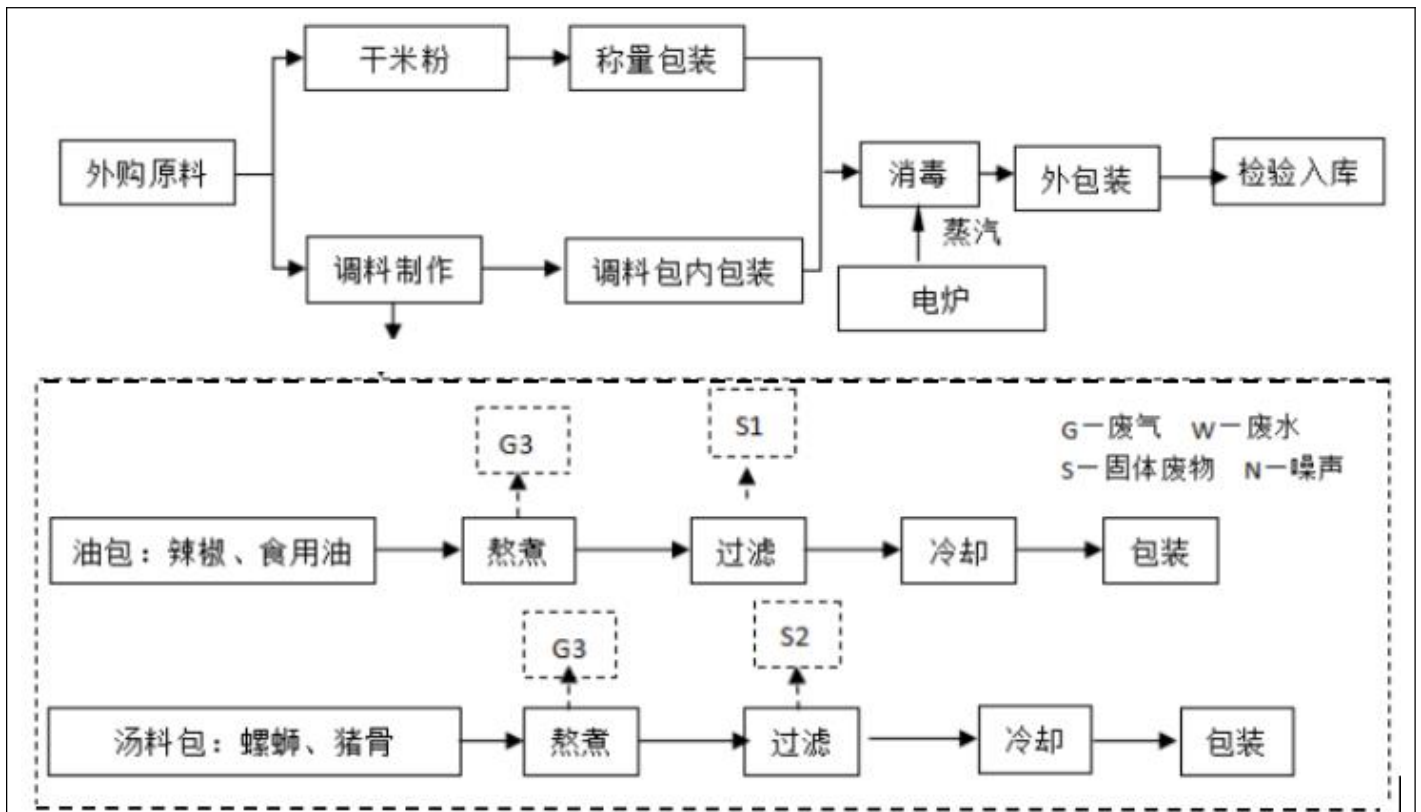 干米粉
称量包装
外购原料
消毒
外包装
检验入库
蒸汽
调料制作
调料包内包装
电炉
G3
S1
G一废气 W一废水
S一固体废物 N一噪声
油包：辣椒、食用油
熬煮
过滤
冷却
包装
G3
S2
汤料包：螺蛳、猪骨
熬煮
过滤
冷却
包装